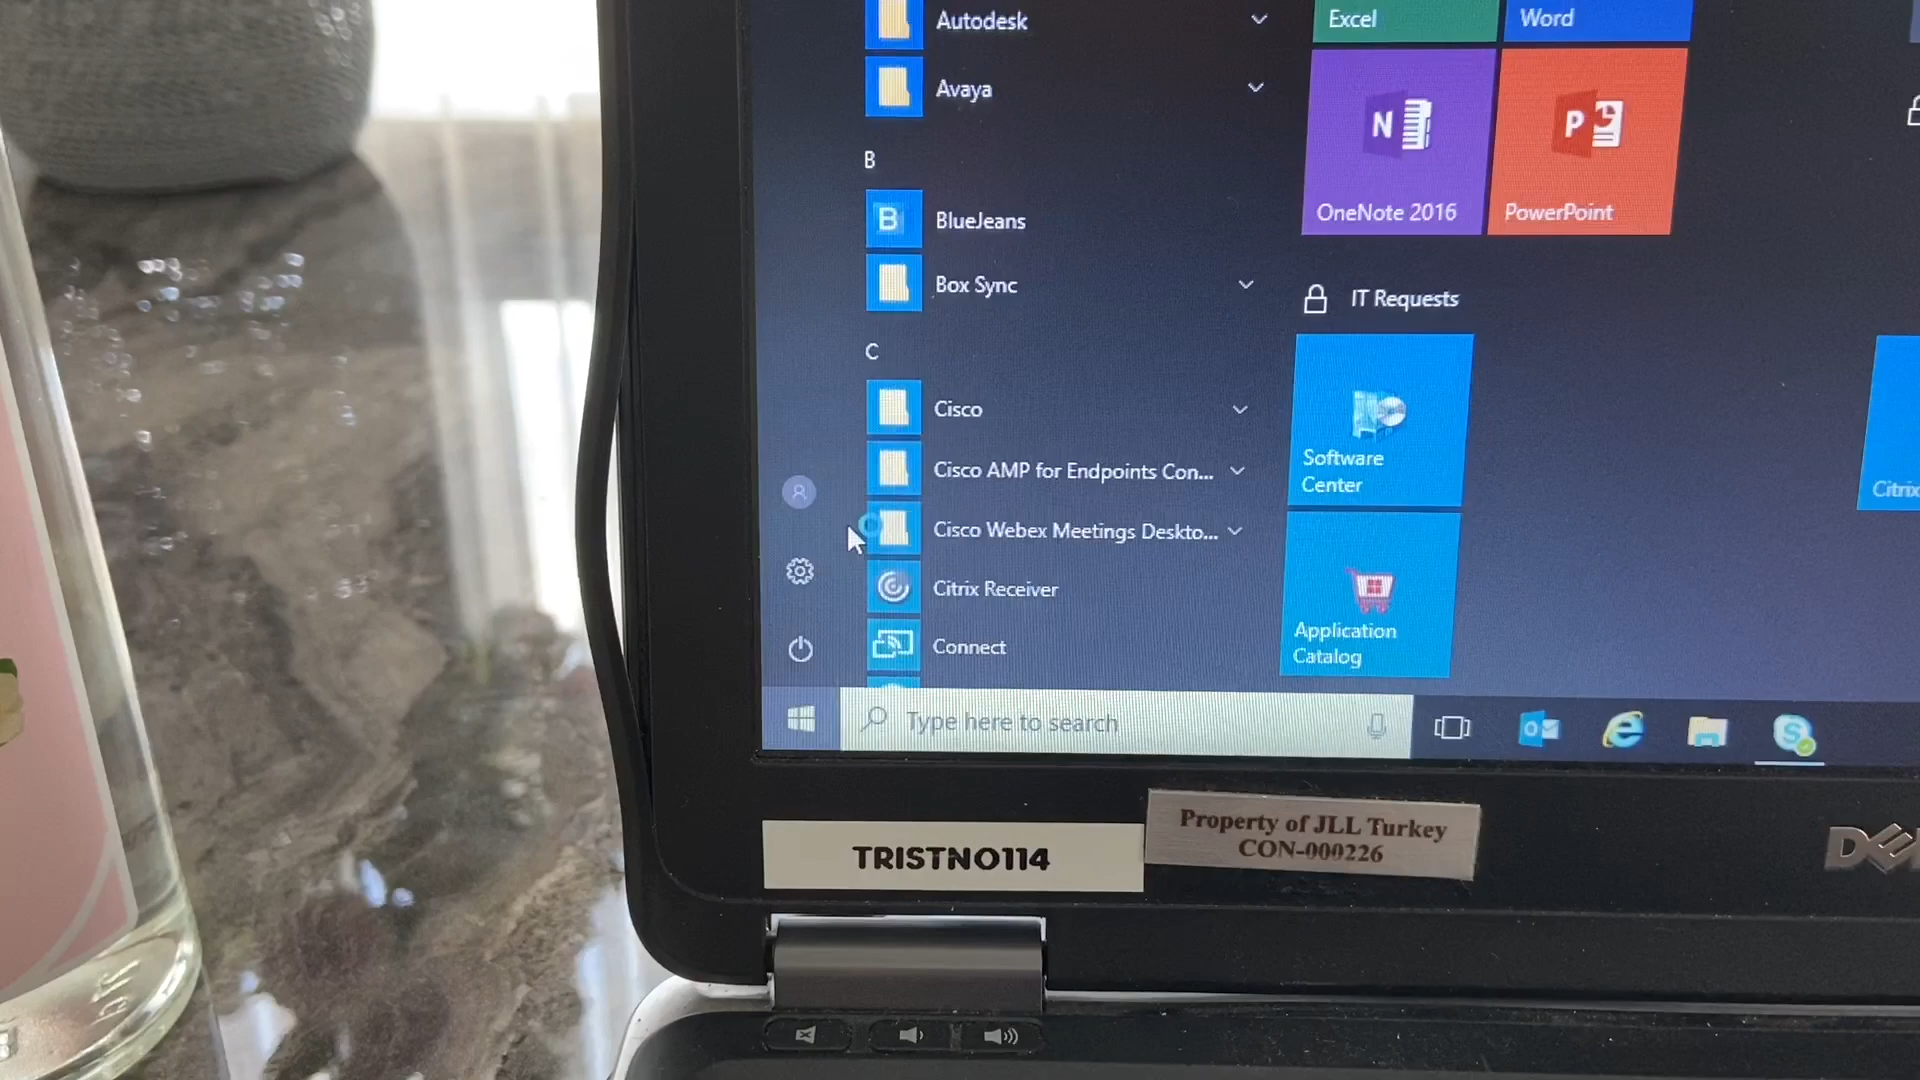 Autodesk
Excel
Word
Avaya
B
N
P
B
BlueJeans
OneNote 2016
PowerPoint
Box Sync
IT Requests
C
Cisco
Cisco AMP for Endpoints Con...
Software
Center
Cisco Webex Meetings Deskto...
Citrix Receiver
Application
Catalog
Connect
Type here to search
Property of JLL Turkey
CON-000226
TRISTNO114